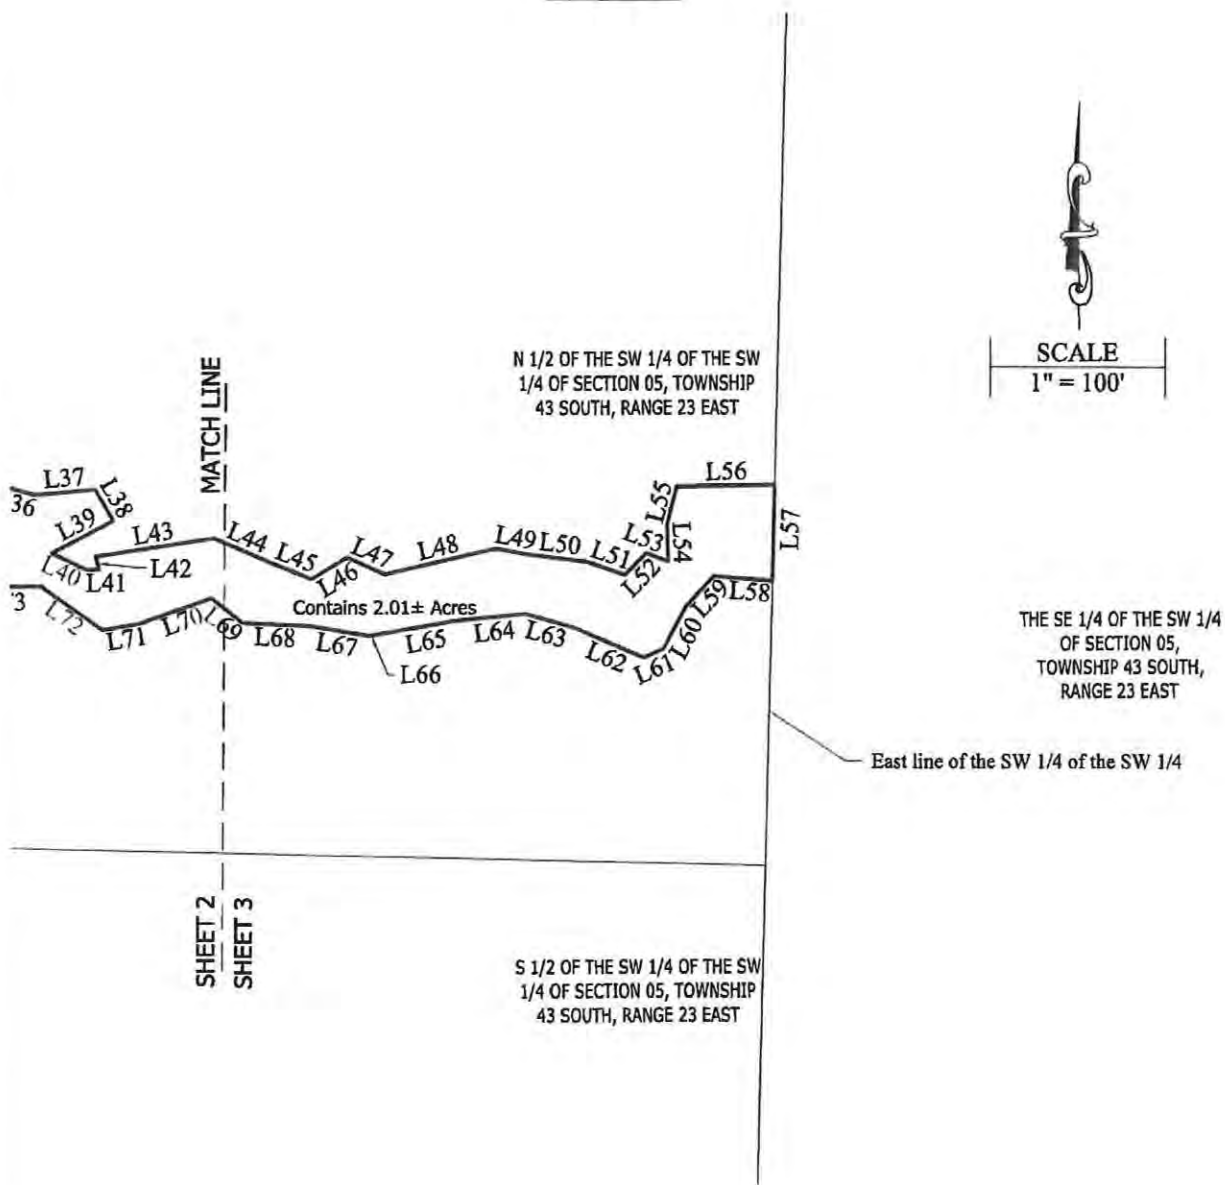 SCALE
1" = 100'
N 1/2 OF THE SW 1/4 OF THE SW
1/4 OF SECTION 05, TOWNSHIP
43 SOUTH, RANGE 23 EAST
MATCH LINE
36
L37
L38
L39
L40
L41
L42
L43
L44
L45
L46
L47
L48
L49
L50
L51
L52
L53
L54
L55
L56
L57
L58
L59
L60
L61
L62
L63
L64
L65
L66
L67
L68
L69
L70
L71
L72
Contains 2.01± Acres
THE SE 1/4 OF THE SW 1/4
OF SECTION 05,
TOWNSHIP 43 SOUTH,
RANGE 23 EAST
East line of the SW 1/4 of the SW 1/4
SHEET 2
SHEET 3
S 1/2 OF THE SW 1/4 OF THE SW
1/4 OF SECTION 05, TOWNSHIP
43 SOUTH, RANGE 23 EAST